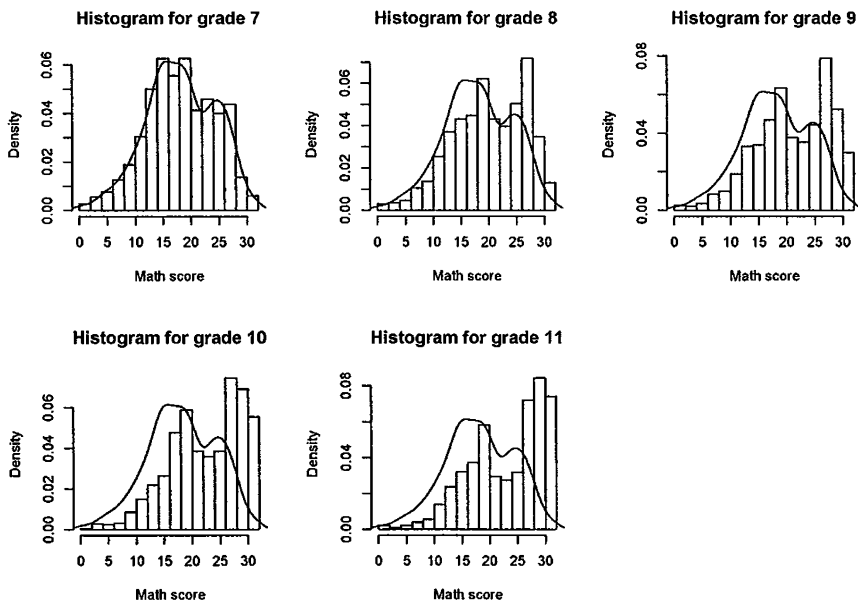 Histogram for grade 7
Density
0.00 0.02 0.04 0.06
0 5 10 15 20 25 30
Math score
Histogram for grade 8
Density
0.00 0.02 0.04 0.06
0 5 10 15 20 25 30
Math score
Histogram for grade 9
Density
0.00 0.04 0.08
0 5 10 15 20 25 30
Math score
Histogram for grade 10
Density
0.00 0.02 0.04 0.06
0 5 10 15 20 25 30
Math score
Histogram for grade 11
Density
0.00 0.04 0.08
0 5 10 15 20 25 30
Math score